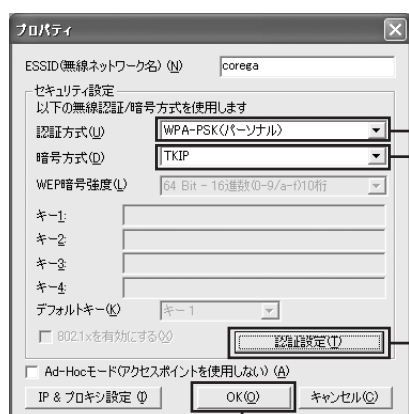 プロパティ
ESSID(無線ネットワーク名) (N) corega
セキュリティ設定
以下の無線認証/暗号方式を使用します
認証方式(U) WPA-PSK(パーソナル)
暗号方式(D) TKIP
WEP暗号強度(L) 64 Bit - 16進数(0-9/a-f)10桁
キー1:
キー2:
キー3:
キー4:
デフォルトキー(K) キー 1
802.1xを有効にする(X) 認証設定(T)
Ad-Hocモード(アクセスポイントを使用しない) (A)
IP & プロキシ設定 (I) OK(O) キャンセル(C)